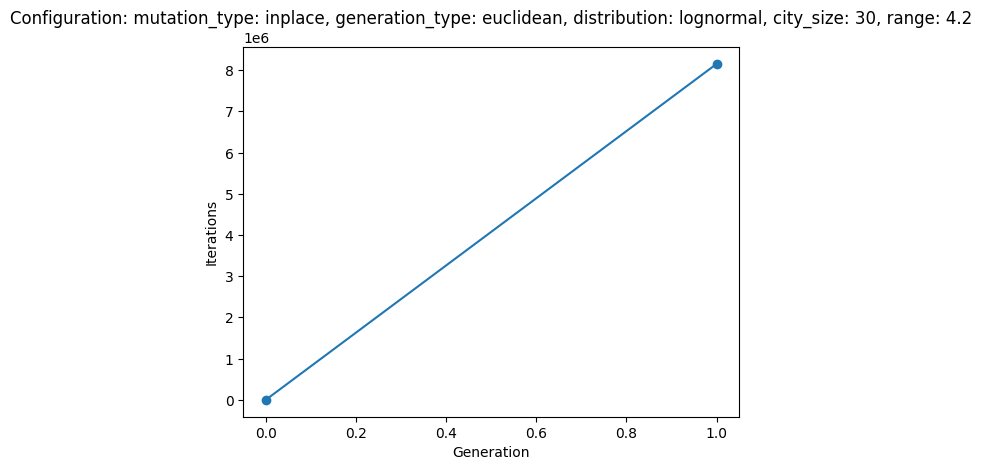 Configuration: mutation_type: inplace, generation_type: euclidean, distribution: lognormal, city_size: 30, range: 4.2
1e6
8
7
6
5
4
3
2
1
0
Iterations
0.0 0.2 0.4 0.6 0.8 1.0
Generation